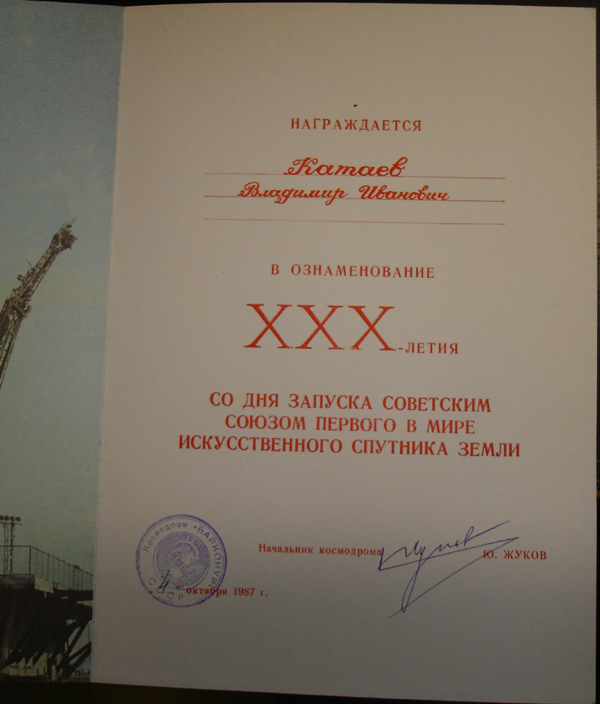 НАГРАЖДАЕТСЯ
Катаев
Владимир Иванович
В ОЗНАМЕНОВАНИЕ
XXX-ЛЕТИЯ
СО ДНЯ ЗАПУСКА СОВЕТСКИМ
СОЮЗОМ ПЕРВОГО В МИРЕ
ИСКУССТВЕННОГО СПУТНИКА ЗЕМЛИ
Начальник космодрома Ю. ЖУКОВ
Космодром «БАЙКОНУР»
4 октября 1987 г.